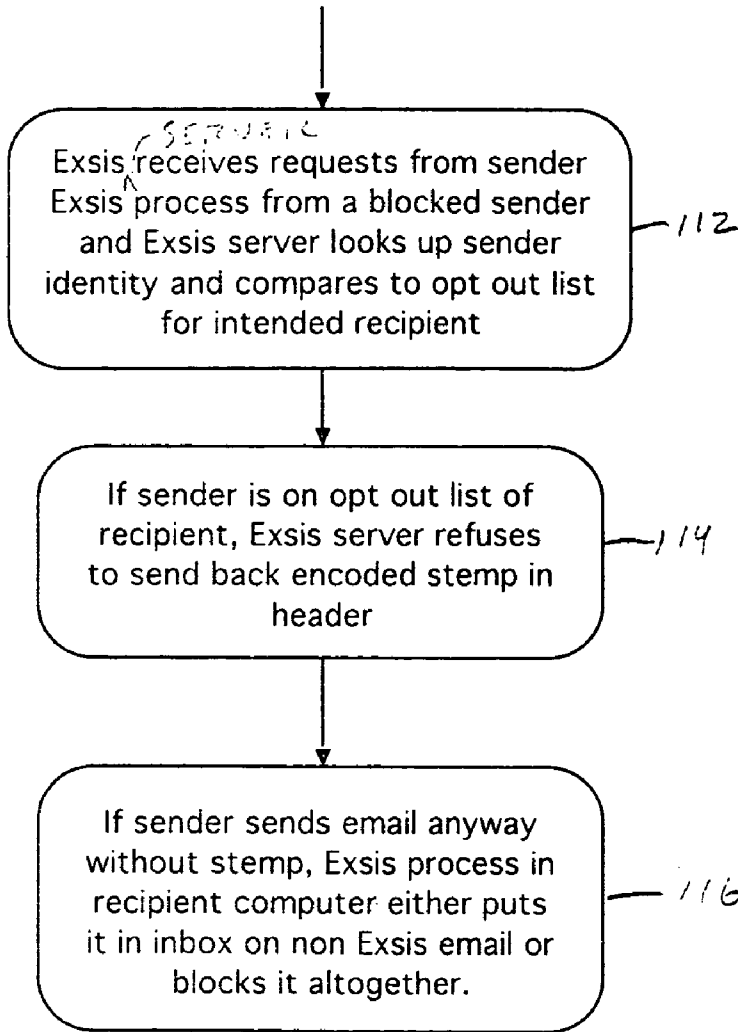 SERVER
Exsis receives requests from sender
Exsis process from a blocked sender
and Exsis server looks up sender
identity and compares to opt out list
for intended recipient
112
If sender is on opt out list of
recipient, Exsis server refuses
to send back encoded stemp in
header
114
If sender sends email anyway
without stemp, Exsis process in
recipient computer either puts
it in inbox on non Exsis email or
blocks it altogether.
116